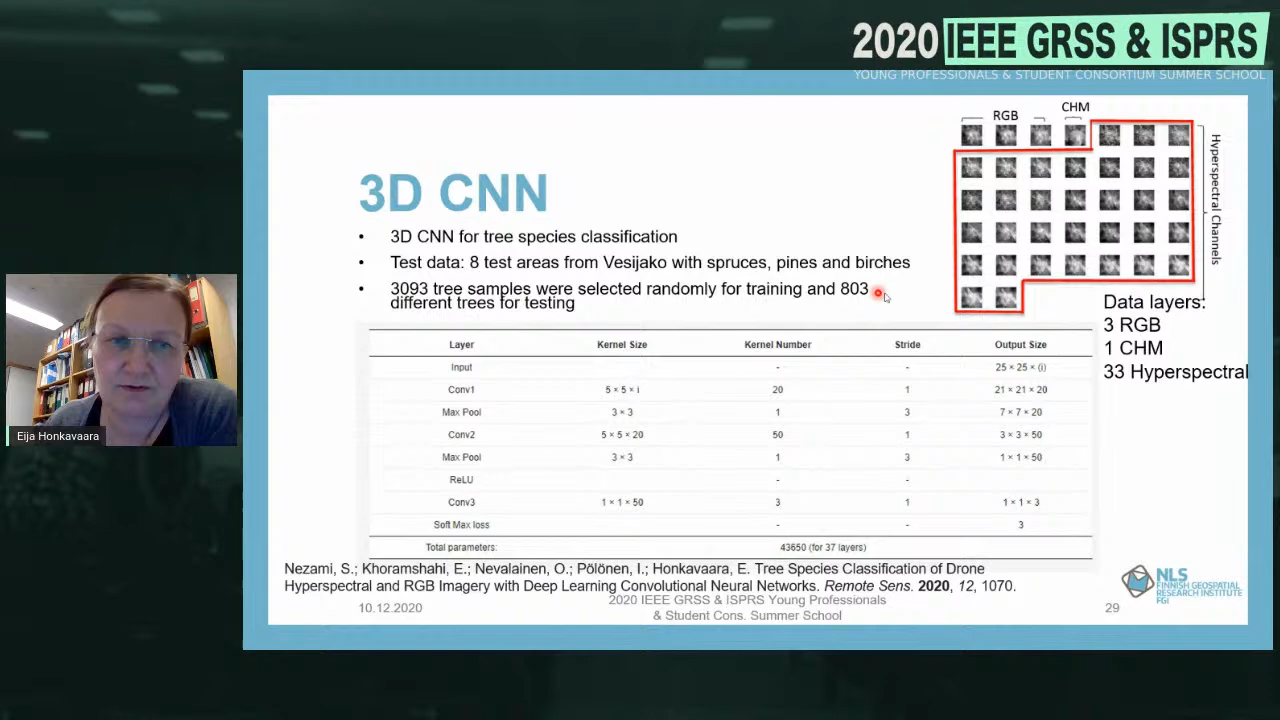 2020 IEEE GRSS & ISPRS
YOUNG PROFESSIONALS & STUDENT CONSORTIUM SUMMER SCHOOL
RGB
CHM
Hyperspectral Channels
3D CNN
• 3D CNN for tree species classification
• Test data: 8 test areas from Vesijako with spruces, pines and birches
• 3093 tree samples were selected randomly for training and 803
different trees for testing
Data layers:
3 RGB
1 CHM
33 Hyperspectral
Layer Kernel Size Kernel Number Stride Output Size
Input - - 25 × 25 × (i)
Conv1 5 × 5 × i 20 1 21 × 21 × 20
Max Pool 3 × 3 1 3 7 × 7 × 20
Conv2 5 × 5 × 20 50 1 3 × 3 × 50
Max Pool 3 × 3 1 3 1 × 1 × 50
ReLU - -
Conv3 1 × 1 × 50 3 1 1 × 1 × 3
Soft Max loss - - 3
Total parameters: 43650 (for 37 layers)
Nezami, S.; Khoramshahi, E.; Nevalainen, O.; Pölönen, I.; Honkavaara, E. Tree Species Classification of Drone
Hyperspectral and RGB Imagery with Deep Learning Convolutional Neural Networks. Remote Sens. 2020, 12, 1070.
10.12.2020
2020 IEEE GRSS & ISPRS Young Professionals
& Student Cons. Summer School
29
NLS
FINNISH GEOSPATIAL
RESEARCH INSTITUTE
FGI
Eija Honkavaara